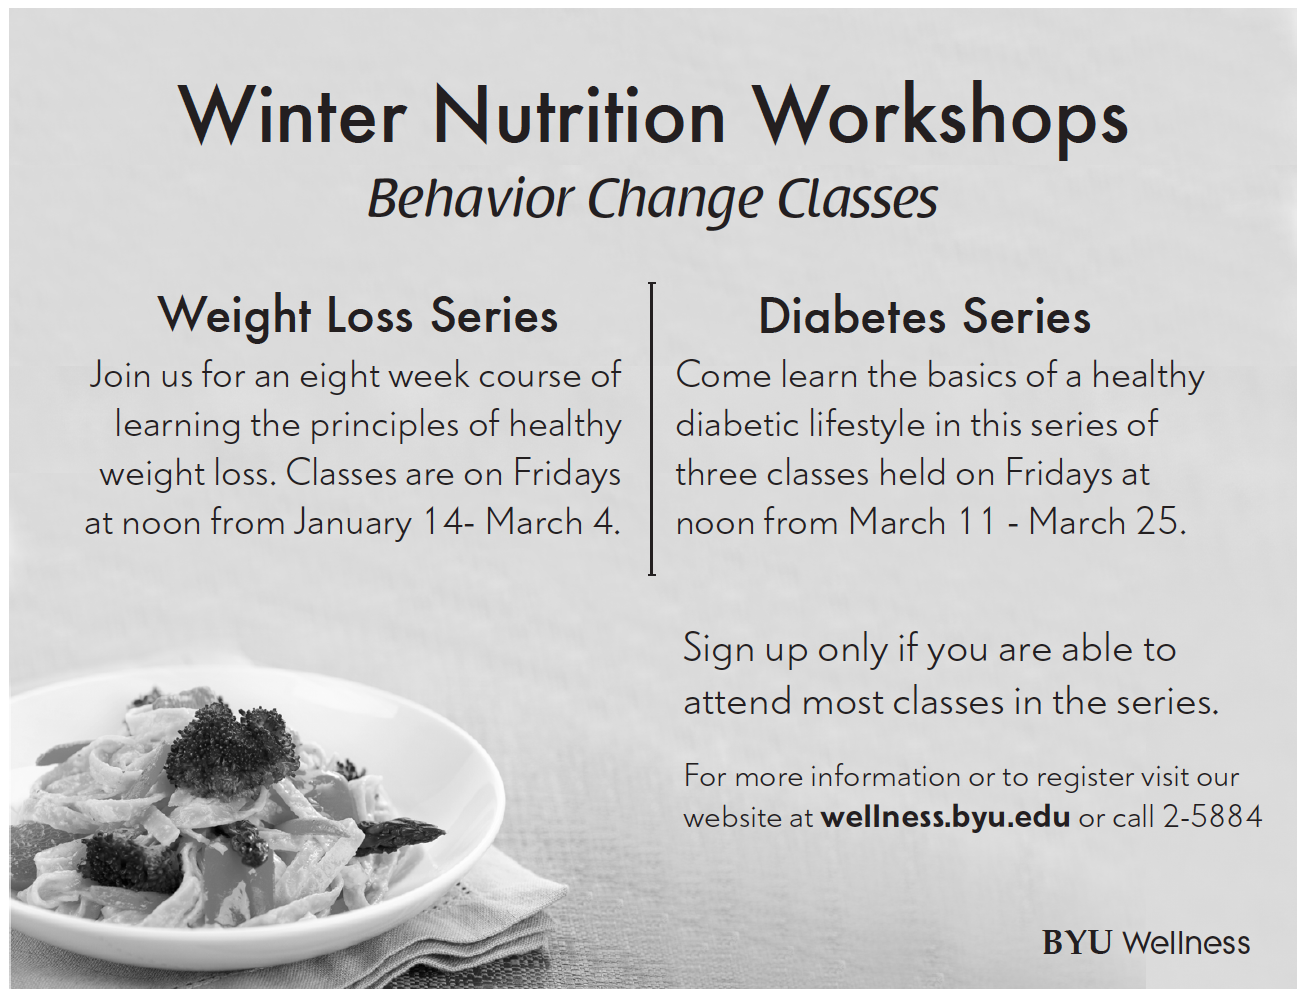 Winter Nutrition Workshops
Behavior Change Classes
Weight Loss Series
Join us for an eight week course of
learning the principles of healthy
weight loss. Classes are on Fridays
at noon from January 14- March 4.
Diabetes Series
Come learn the basics of a healthy
diabetic lifestyle in this series of
three classes held on Fridays at
noon from March 11 - March 25.
Sign up only if you are able to
attend most classes in the series.
For more information or to register visit our
website at wellness.byu.edu or call 2-5884
BYU Wellness